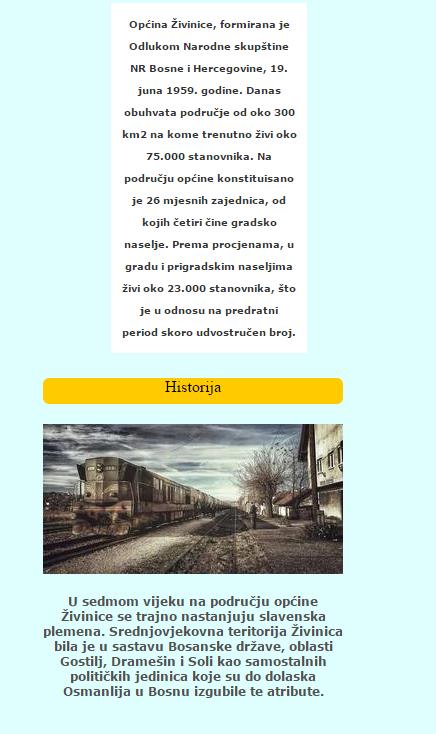 Općina Živinice, formirana je
Odlukom Narodne skupštine
NR Bosne i Hercegovine, 19.
juna 1959. godine. Danas
obuhvata područje od oko 300
km2 na kome trenutno živi oko
75.000 stanovnika. Na
području općine konstituisano
je 26 mjesnih zajednica, od
kojih četiri čine gradsko
naselje. Prema procjenama, u
gradu i prigradskim naseljima
živi oko 23.000 stanovnika, što
je u odnosu na predratni
period skoro udvostručen broj.
Historija
U sedmom vijeku na području općine
Živinice se trajno nastanjuju slavenska
plemena. Srednjovjekovna teritorija Živinica
bila je u sastavu Bosanske države, oblasti
Gostilj, Dramešin i Soli kao samostalnih
političkih jedinica koje su do dolaska
Osmanlija u Bosnu izgubile te atribute.